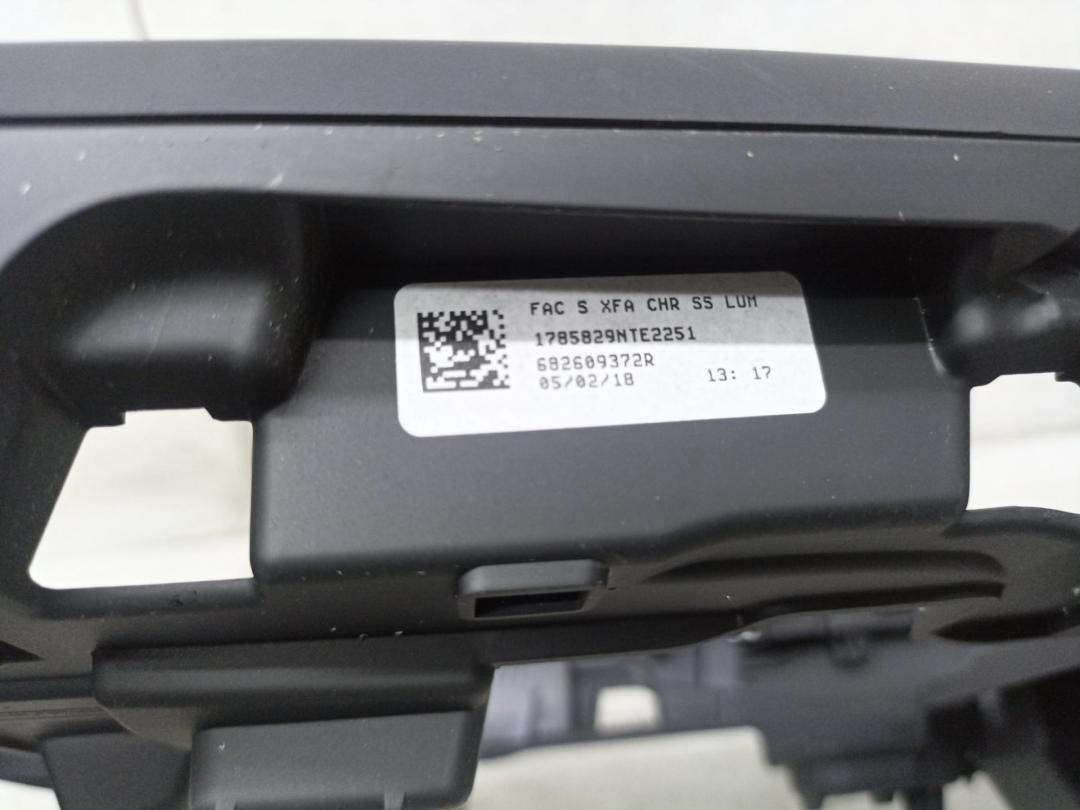 FAC S XFA CHR SS LUM
1785829NTE2251
682609372R
05/02/18 13: 17